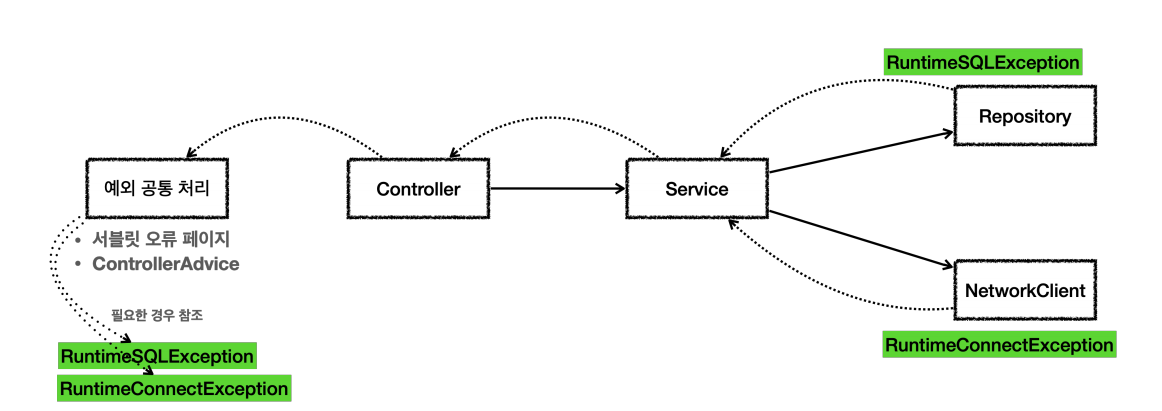 RuntimeSQLException
Repository
예외 공통 처리
Controller
Service
• 서블릿 오류 페이지
• ControllerAdvice
NetworkClient
필요한 경우 참조
RuntimeConnectException
RuntimeSQLException
RuntimeConnectException